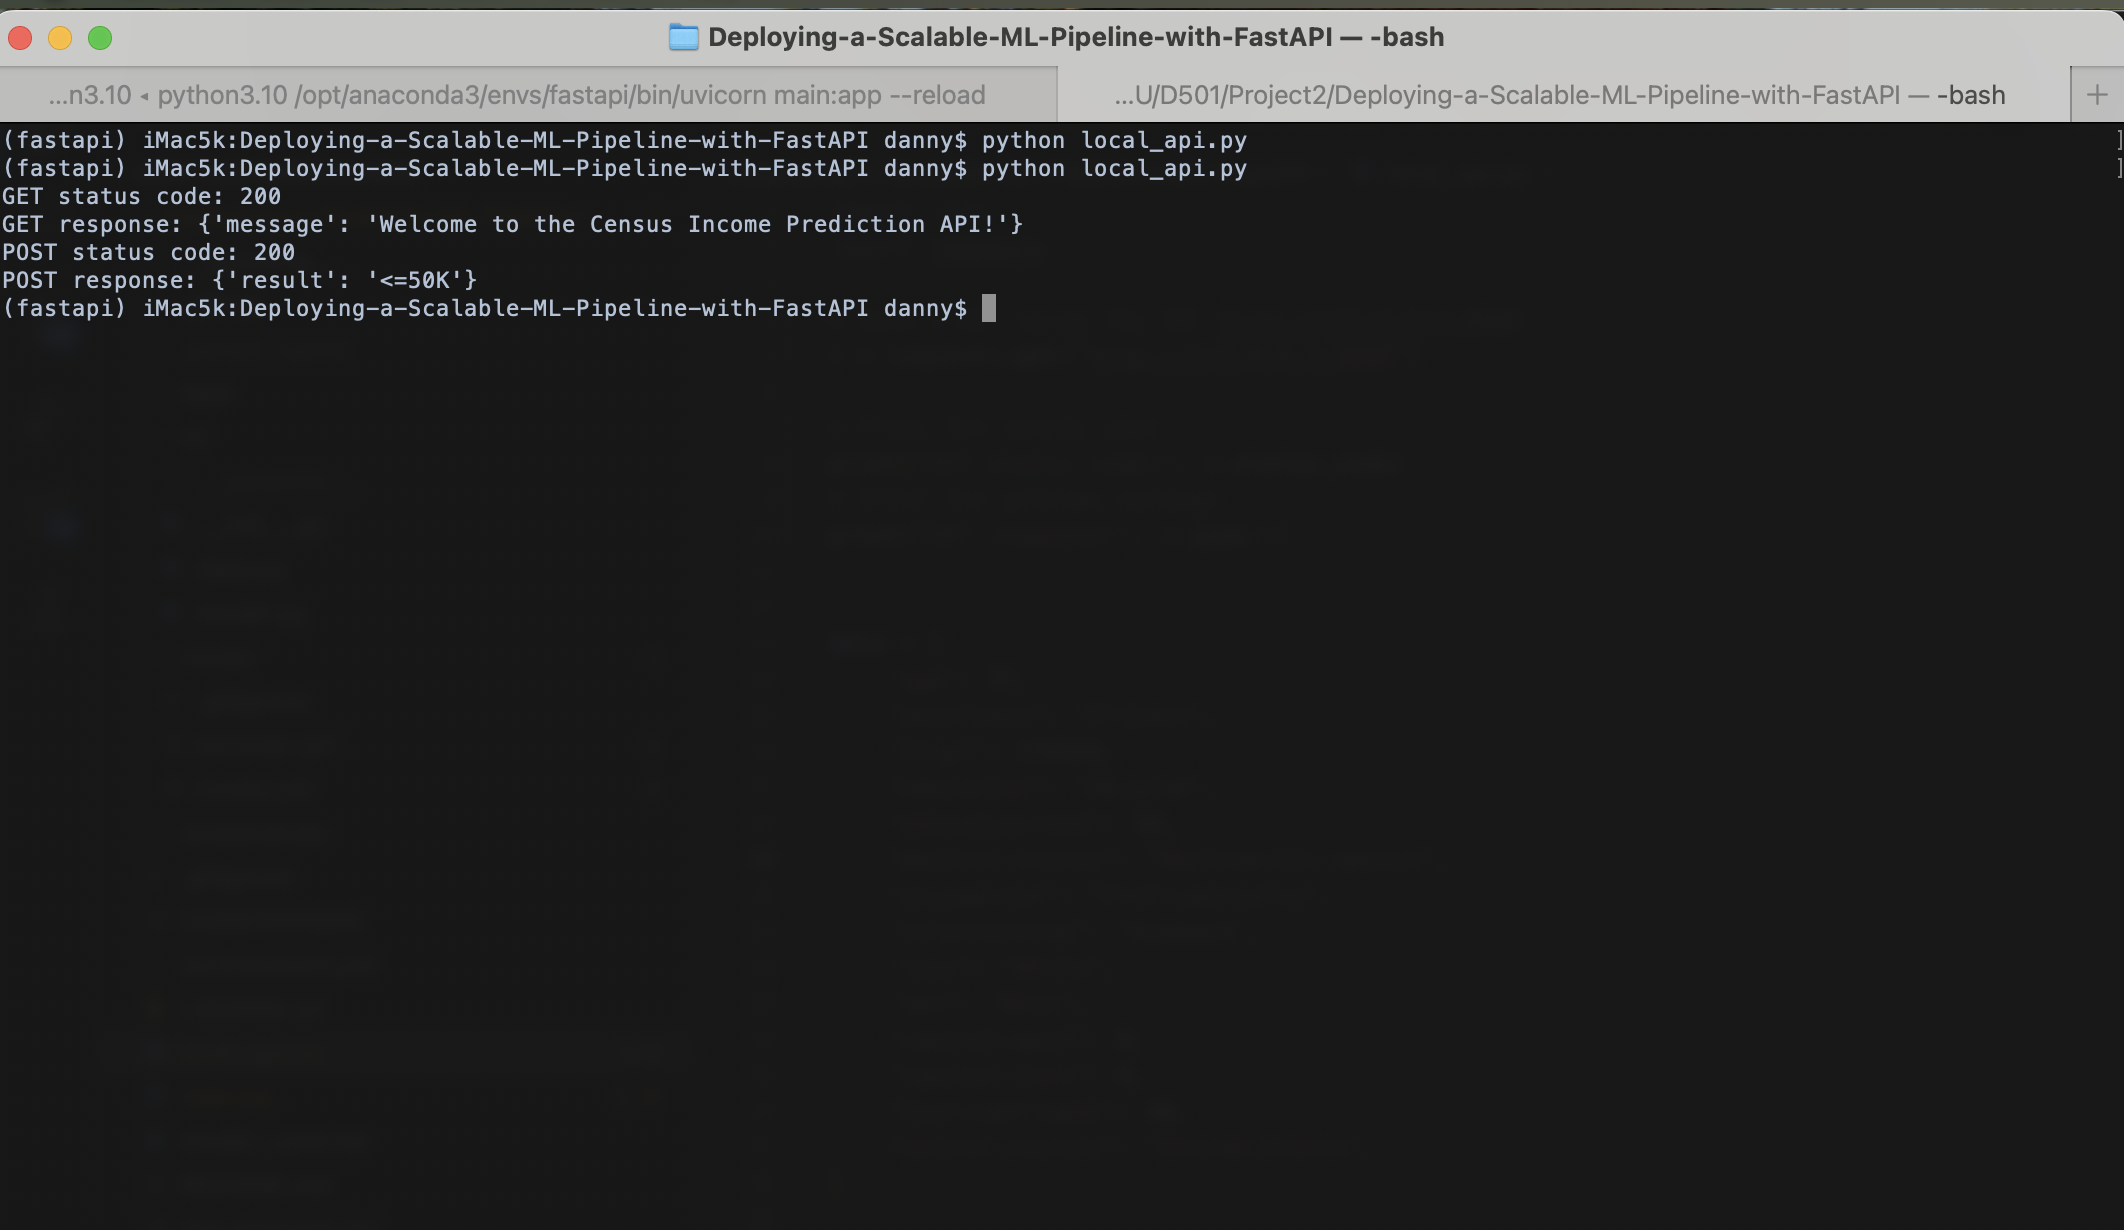 Deploying-a-Scalable-ML-Pipeline-with-FastAPI — -bash
...n3.10 ◂ python3.10 /opt/anaconda3/envs/fastapi/bin/uvicorn main:app --reload
...U/D501/Project2/Deploying-a-Scalable-ML-Pipeline-with-FastAPI — -bash
+
(fastapi) iMac5k:Deploying-a-Scalable-ML-Pipeline-with-FastAPI danny$ python local_api.py ]
(fastapi) iMac5k:Deploying-a-Scalable-ML-Pipeline-with-FastAPI danny$ python local_api.py ]
GET status code: 200
GET response: {'message': 'Welcome to the Census Income Prediction API!'}
POST status code: 200
POST response: {'result': '<=50K'}
(fastapi) iMac5k:Deploying-a-Scalable-ML-Pipeline-with-FastAPI danny$